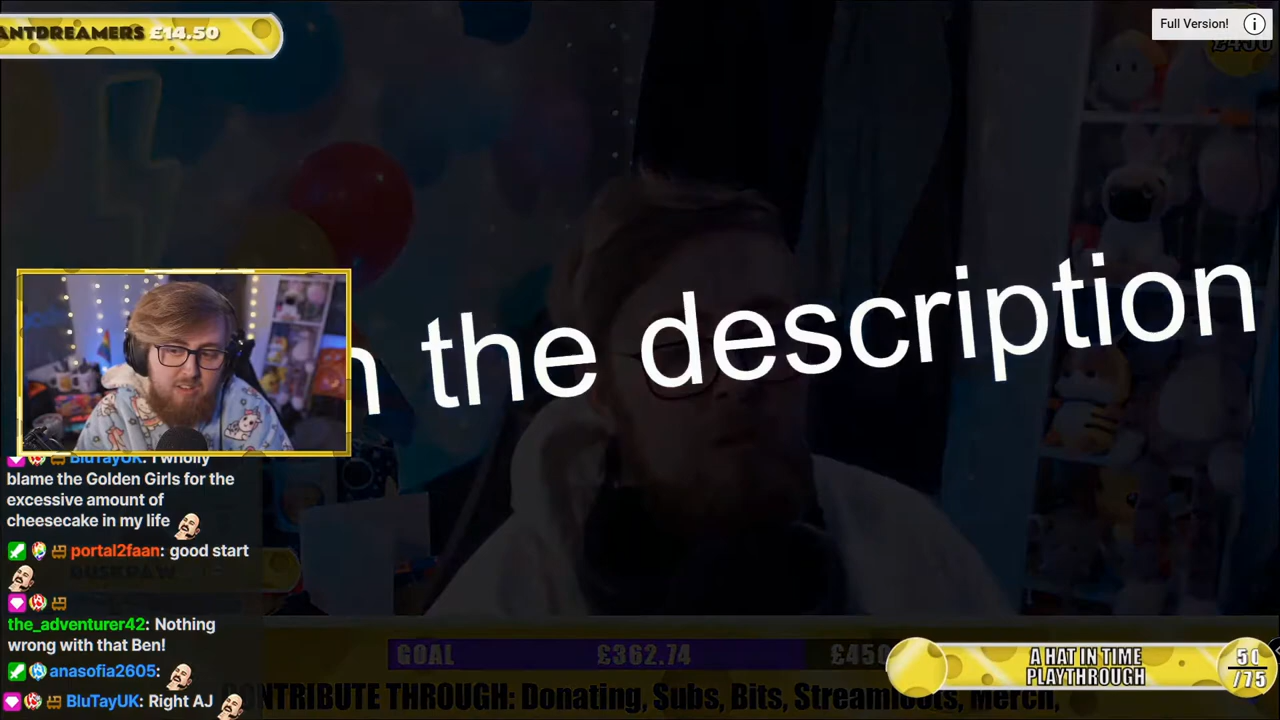 ANTDREAMERS £14.50
Full Version!
£450
n the description
BluTayUK: I wholly
blame the Golden Girls for the
excessive amount of
cheesecake in my life
portal2faan: good start
the_adventurer42: Nothing
wrong with that Ben!
anasofia2605:
BluTayUK: Right AJ
RUSKPAW
GOAL £362.74 £450
CONTRIBUTE THROUGH: Donating, Subs, Bits, Streamloots, Merch,
A HAT IN TIME
PLAYTHROUGH
50
/75